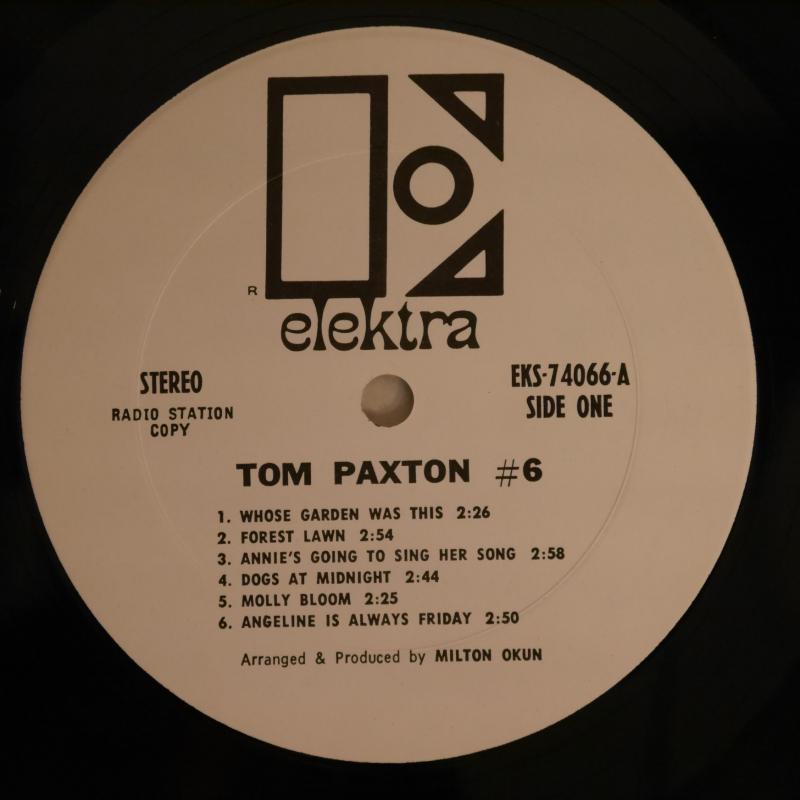 R
elektra
STEREO
RADIO STATION
COPY
EKS-74066-A
SIDE ONE
TOM PAXTON #6
1. WHOSE GARDEN WAS THIS 2:26
2. FOREST LAWN 2:54
3. ANNIE'S GOING TO SING HER SONG 2:58
4. DOGS AT MIDNIGHT 2:44
5. MOLLY BLOOM 2:25
6. ANGELINE IS ALWAYS FRIDAY 2:50
Arranged & Produced by MILTON OKUN